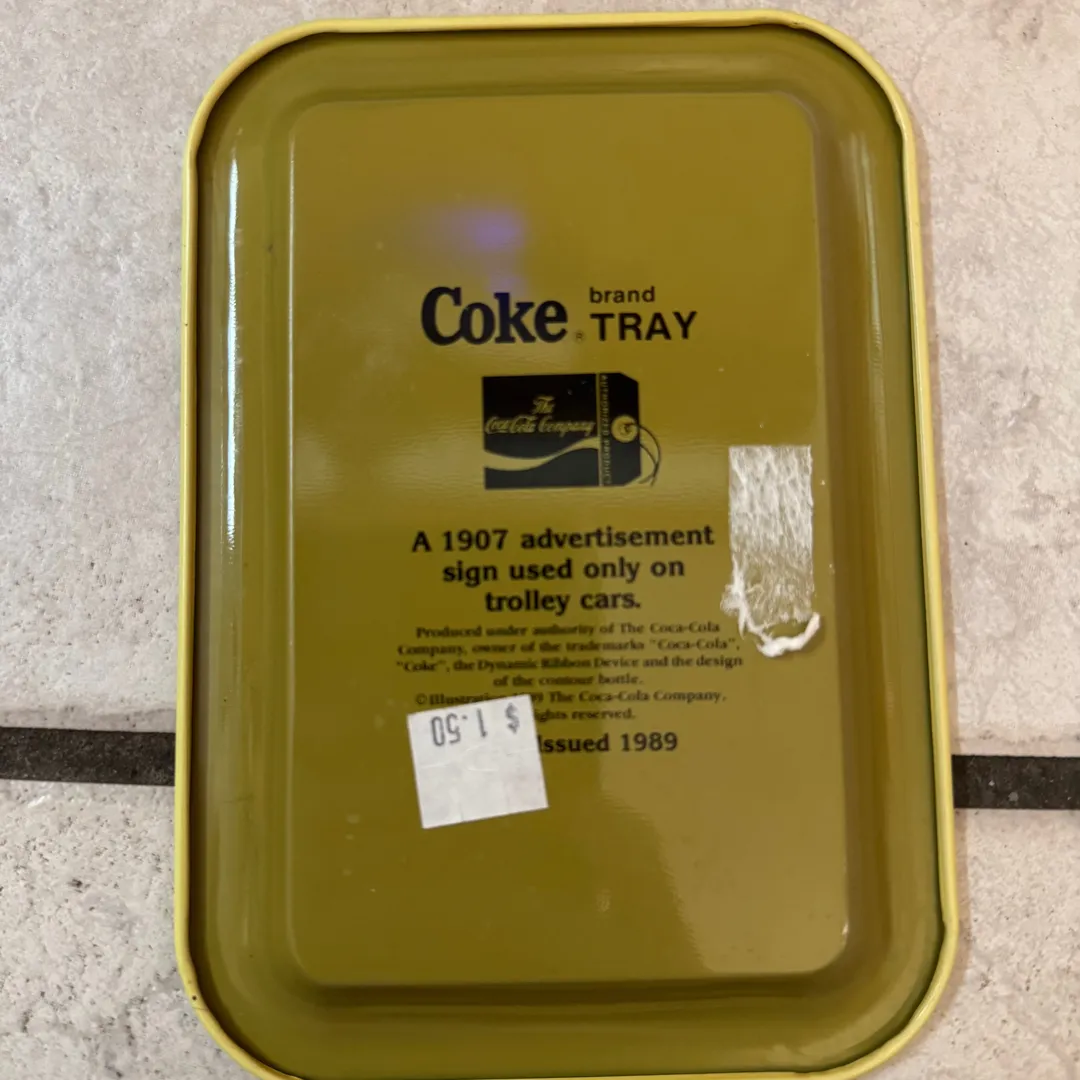 Coke® brand TRAY
The
Coca-Cola Company
AUTHORIZED PRODUCT
A 1907 advertisement
sign used only on
trolley cars.
Produced under authority of The Coca-Cola
Company, owner of the trademarks "Coca-Cola",
"Coke", the Dynamic Ribbon Device and the design
of the contour bottle.
© The Coca-Cola Company.
reserved.
Issued 1989
$ 1.50